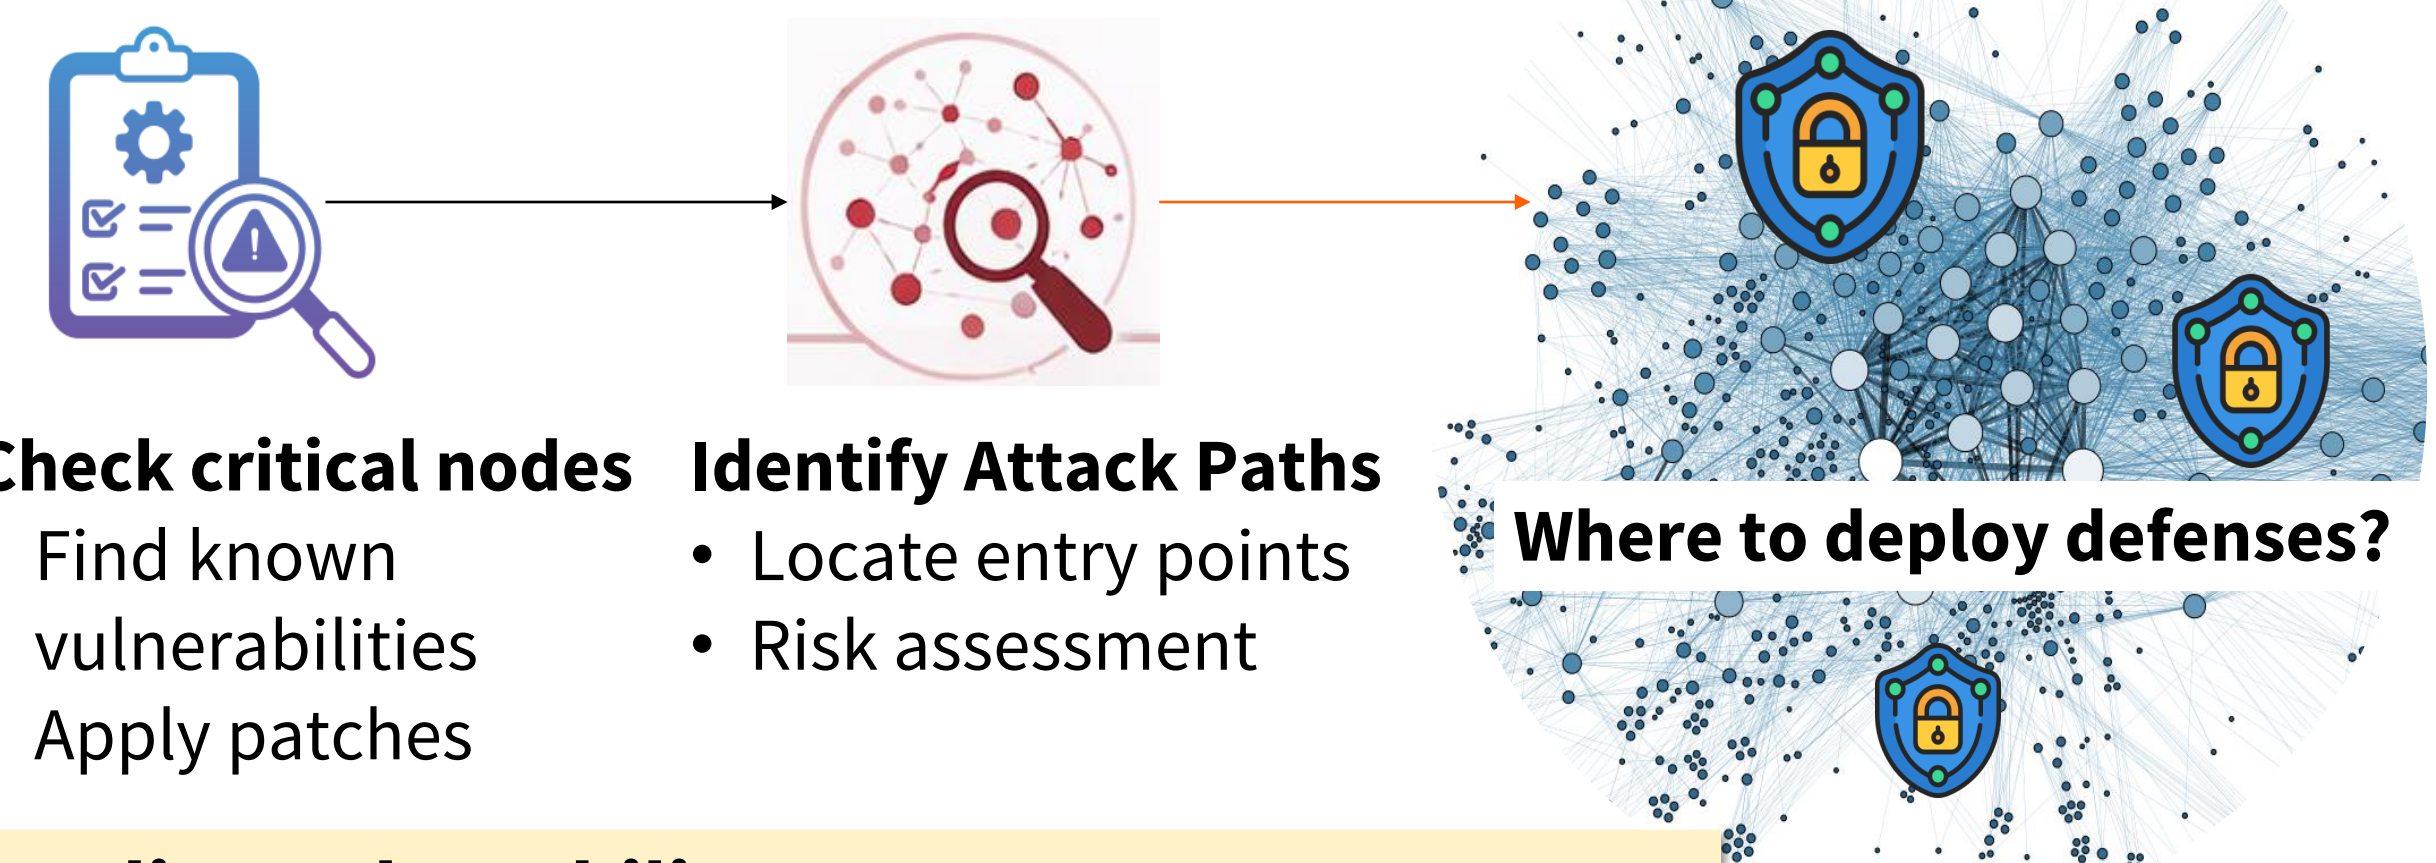 Check critical nodes
Find known
vulnerabilities
Apply patches
Identify Attack Paths
• Locate entry points
• Risk assessment
Where to deploy defenses?